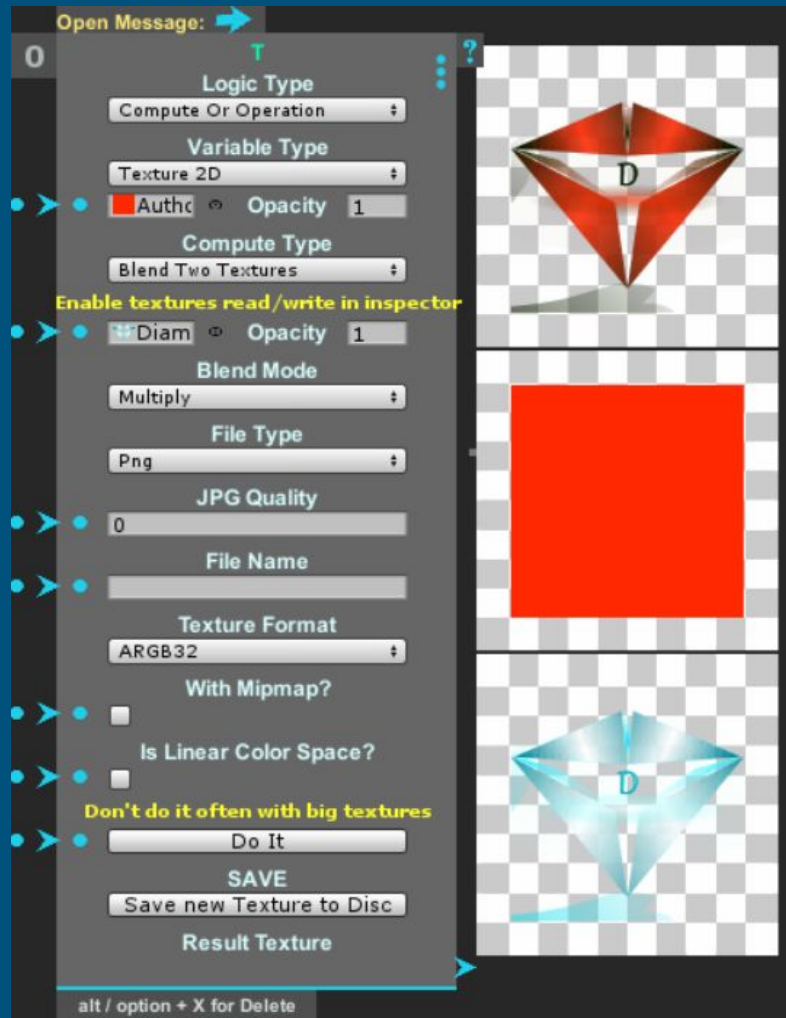 Open Message:
0
T
?
Logic Type
Compute Or Operation
Variable Type
Texture 2D
Autho Opacity 1
Compute Type
Blend Two Textures
Enable textures read/write in inspector
Diam Opacity 1
Blend Mode
Multiply
File Type
Png
JPG Quality
0
File Name
Texture Format
ARGB32
With Mipmap?
Is Linear Color Space?
Don't do it often with big textures
Do It
SAVE
Save new Texture to Disc
Result Texture
alt / option + X for Delete
D
D